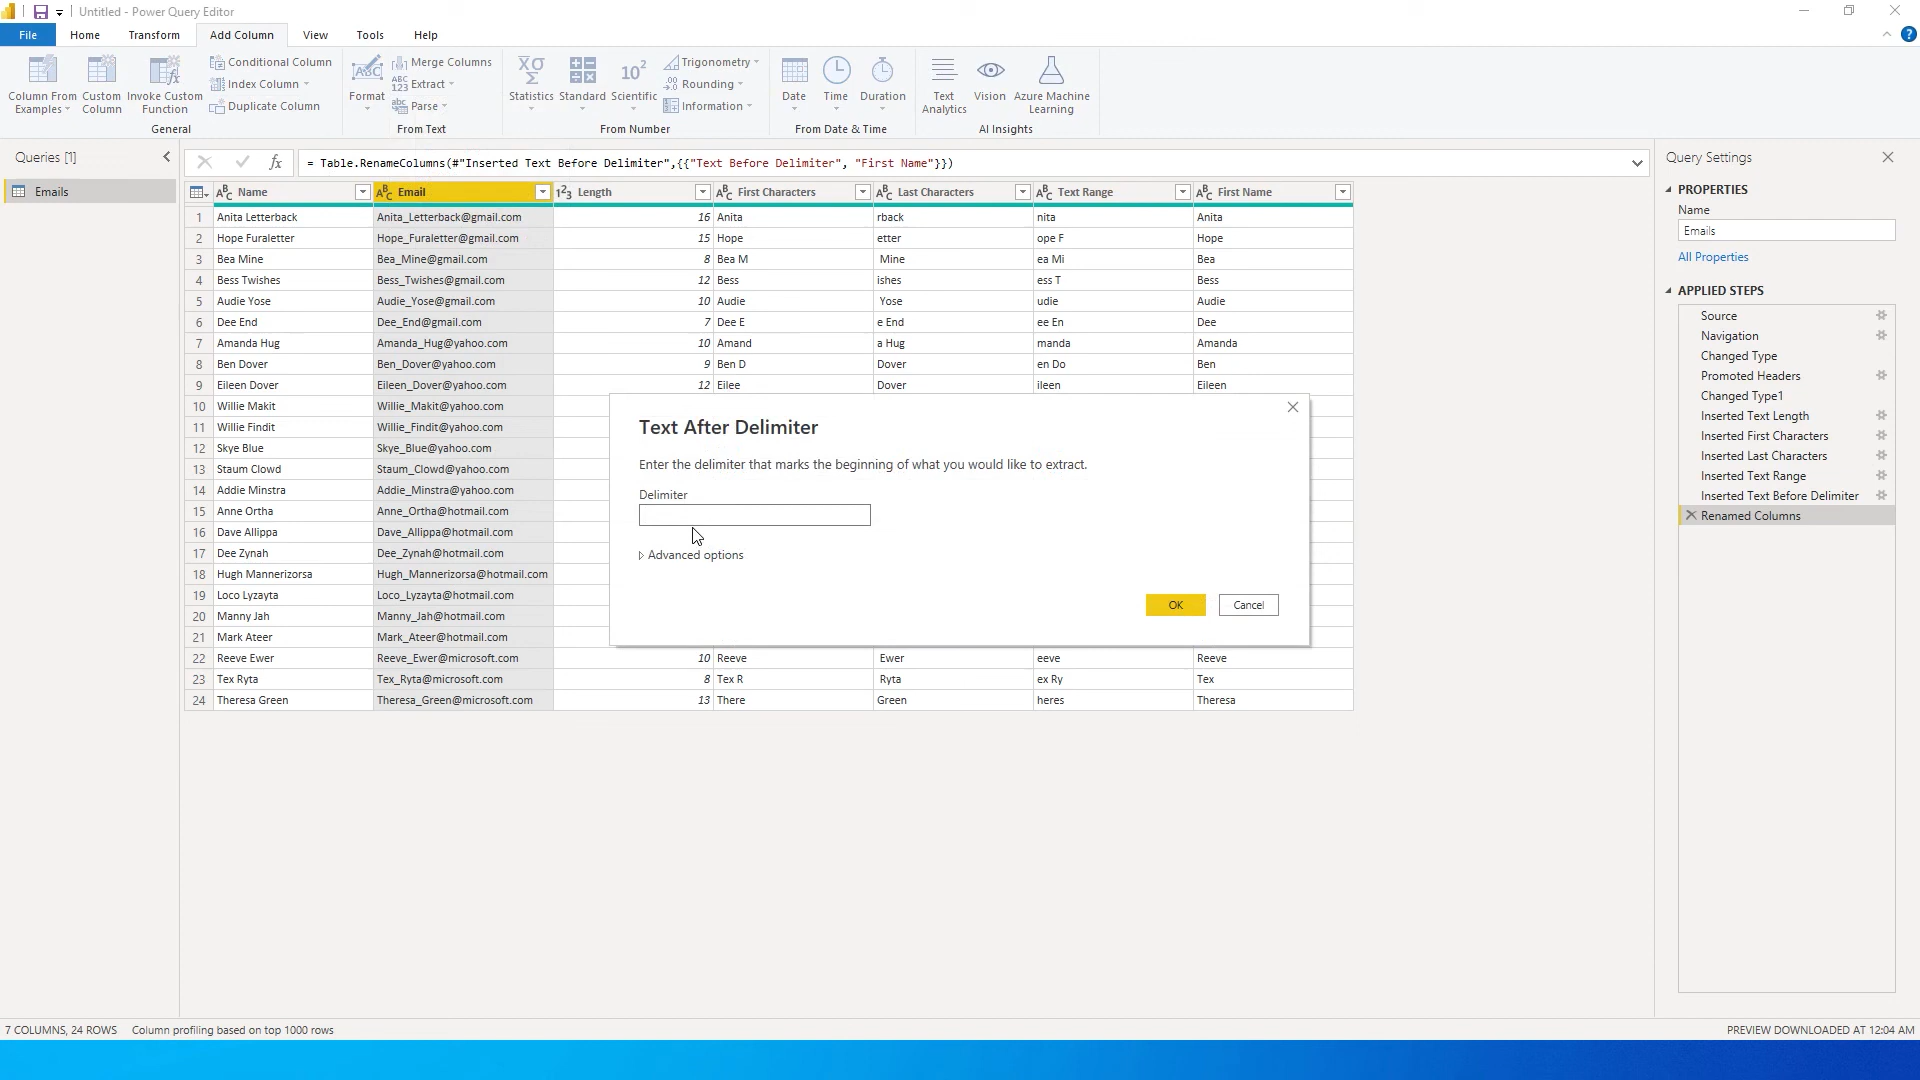 Untitled - Power Query Editor
File Home Transform Add Column View Tools Help
Column From Examples
Custom Column
Invoke Custom Function
Conditional Column
Index Column
Duplicate Column
General
Format
Merge Columns
Extract
Parse
From Text
Statistics
Standard
Scientific
Trigonometry
Rounding
Information
From Number
Date
Time
Duration
From Date & Time
Text Analytics
Vision
Azure Machine Learning
AI Insights
Queries [1]
Emails
= Table.RenameColumns(#"Inserted Text Before Delimiter",{{"Text Before Delimiter", "First Name"}})
Name Email Length First Characters Last Characters Text Range First Name
1 Anita Letterback Anita_Letterback@gmail.com 16 Anita rback nita Anita
2 Hope Furaletter Hope_Furaletter@gmail.com 15 Hope etter ope F Hope
3 Bea Mine Bea_Mine@gmail.com 8 Bea M Mine ea Mi Bea
4 Bess Twishes Bess_Twishes@gmail.com 12 Bess ishes ess T Bess
5 Audie Yose Audie_Yose@gmail.com 10 Audie Yose udie Audie
6 Dee End Dee_End@gmail.com 7 Dee E e End ee En Dee
7 Amanda Hug Amanda_Hug@yahoo.com 10 Amand a Hug manda Amanda
8 Ben Dover Ben_Dover@yahoo.com 9 Ben D Dover en Do Ben
9 Eileen Dover Eileen_Dover@yahoo.com 12 Eilee Dover ileen Eileen
10 Willie Makit Willie_Makit@yahoo.com
11 Willie Findit Willie_Findit@yahoo.com
12 Skye Blue Skye_Blue@yahoo.com
13 Staum Clowd Staum_Clowd@yahoo.com
14 Addie Minstra Addie_Minstra@yahoo.com
15 Anne Ortha Anne_Ortha@hotmail.com
16 Dave Allippa Dave_Allippa@hotmail.com
17 Dee Zynah Dee_Zynah@hotmail.com
18 Hugh Mannerizorsa Hugh_Mannerizorsa@hotmail.com
19 Loco Lyzayta Loco_Lyzayta@hotmail.com
20 Manny Jah Manny_Jah@hotmail.com
21 Mark Ateer Mark_Ateer@hotmail.com
22 Reeve Ewer Reeve_Ewer@microsoft.com 10 Reeve Ewer eeve Reeve
23 Tex Ryta Tex_Ryta@microsoft.com 8 Tex R Ryta ex Ry Tex
24 Theresa Green Theresa_Green@microsoft.com 13 There Green heres Theresa
Text After Delimiter
Enter the delimiter that marks the beginning of what you would like to extract.
Delimiter
Advanced options
OK Cancel
Query Settings
PROPERTIES
Name
Emails
All Properties
APPLIED STEPS
Source
Navigation
Changed Type
Promoted Headers
Changed Type1
Inserted Text Length
Inserted First Characters
Inserted Last Characters
Inserted Text Range
Inserted Text Before Delimiter
Renamed Columns
7 COLUMNS, 24 ROWS Column profiling based on top 1000 rows PREVIEW DOWNLOADED AT 12:04 AM